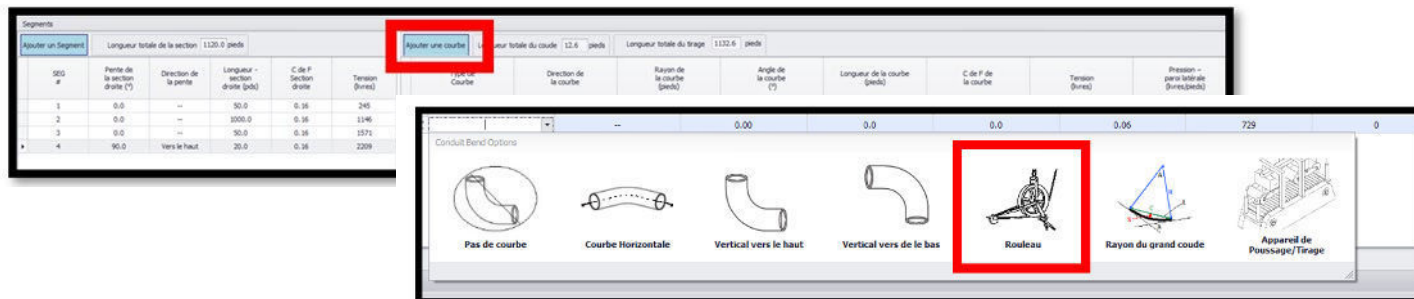 Segments
Ajouter un Segment Longueur totale de la section 1120.0 pieds Ajouter une courbe Longueur totale du coude 12.6 pieds Longueur totale du tirage 1132.6 pieds
SEG # Pente de la section droite (°) Direction de la pente Longueur - section droite (pds) C de F Section droite Tension (livres) Type de Courbe Direction de la courbe Rayon de la courbe (pieds) Angle de la courbe (°) Longueur de la courbe (pieds) C de F de la courbe Tension (livres) Pression – paroi latérale (livres/pieds)
1 0.0 -- 50.0 0.16 245
2 0.0 -- 1000.0 0.16 1146
3 0.0 -- 50.0 0.16 1571
4 90.0 Vers le haut 20.0 0.16 2209
-- 0.00 0.0 0.0 0.06 729 0
Conduit Bend Options
Pas de courbe Courbe Horizontale Vertical vers le haut Vertical vers de le bas Rouleau Rayon du grand coude Appareil de Poussage/Tirage